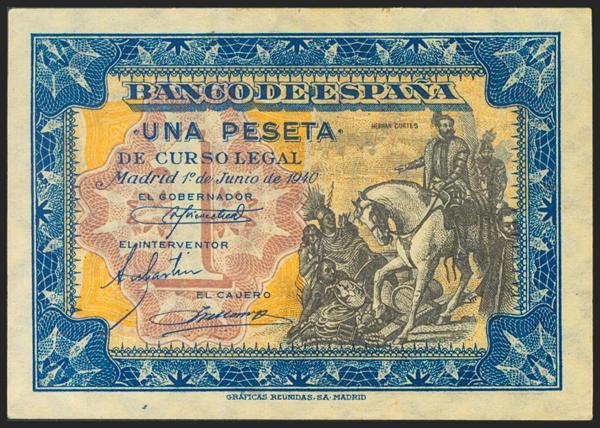 BANCO DE ESPAÑA
·UNA PESETA·
HERNAN CORTES
DE CURSO LEGAL
Madrid 1º de Junio de 1940
EL GOBERNADOR
EL INTERVENTOR
EL CAJERO
1
GRÁFICAS REUNIDAS, SA-MADRID